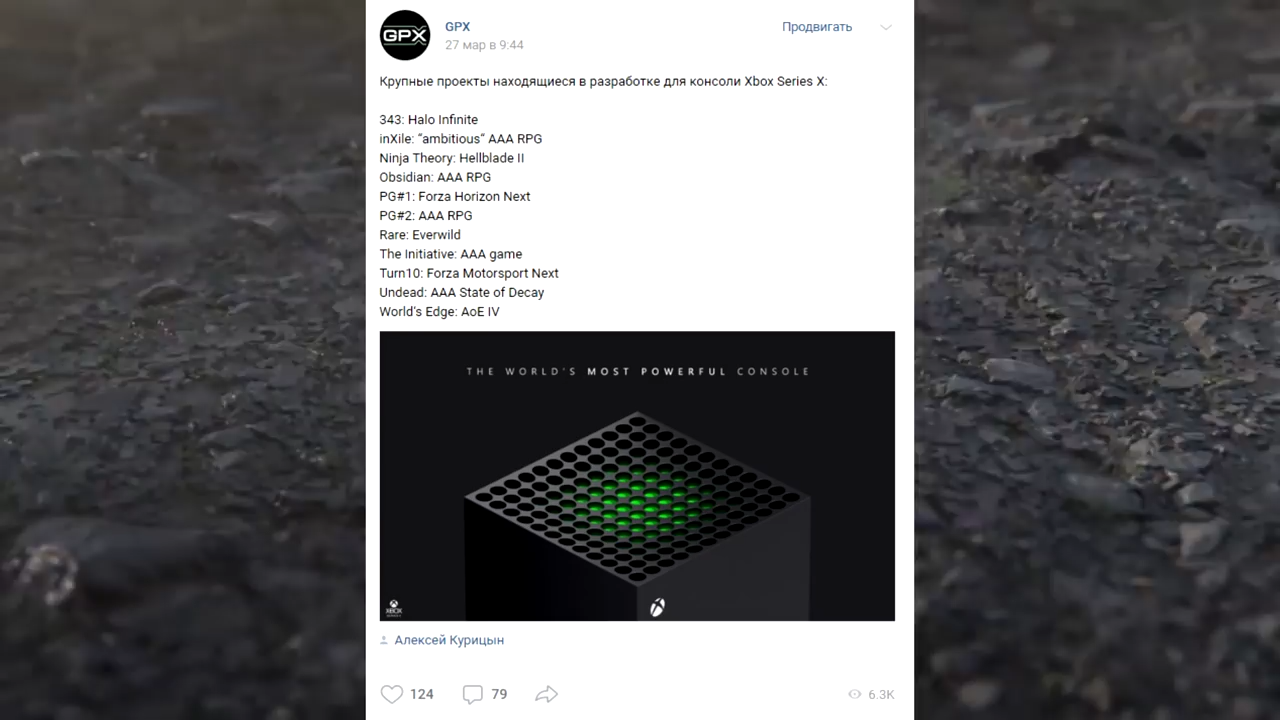 GPX
GPX
27 мар в 9:44
Продвигать
Крупные проекты находящиеся в разработке для консоли Xbox Series X:
343: Halo Infinite
inXile: “ambitious“ AAA RPG
Ninja Theory: Hellblade II
Obsidian: AAA RPG
PG#1: Forza Horizon Next
PG#2: AAA RPG
Rare: Everwild
The Initiative: AAA game
Turn10: Forza Motorsport Next
Undead: AAA State of Decay
World’s Edge: AoE IV
THE WORLD'S MOST POWERFUL CONSOLE
XBOX
Алексей Курицын
124
79
6.3K